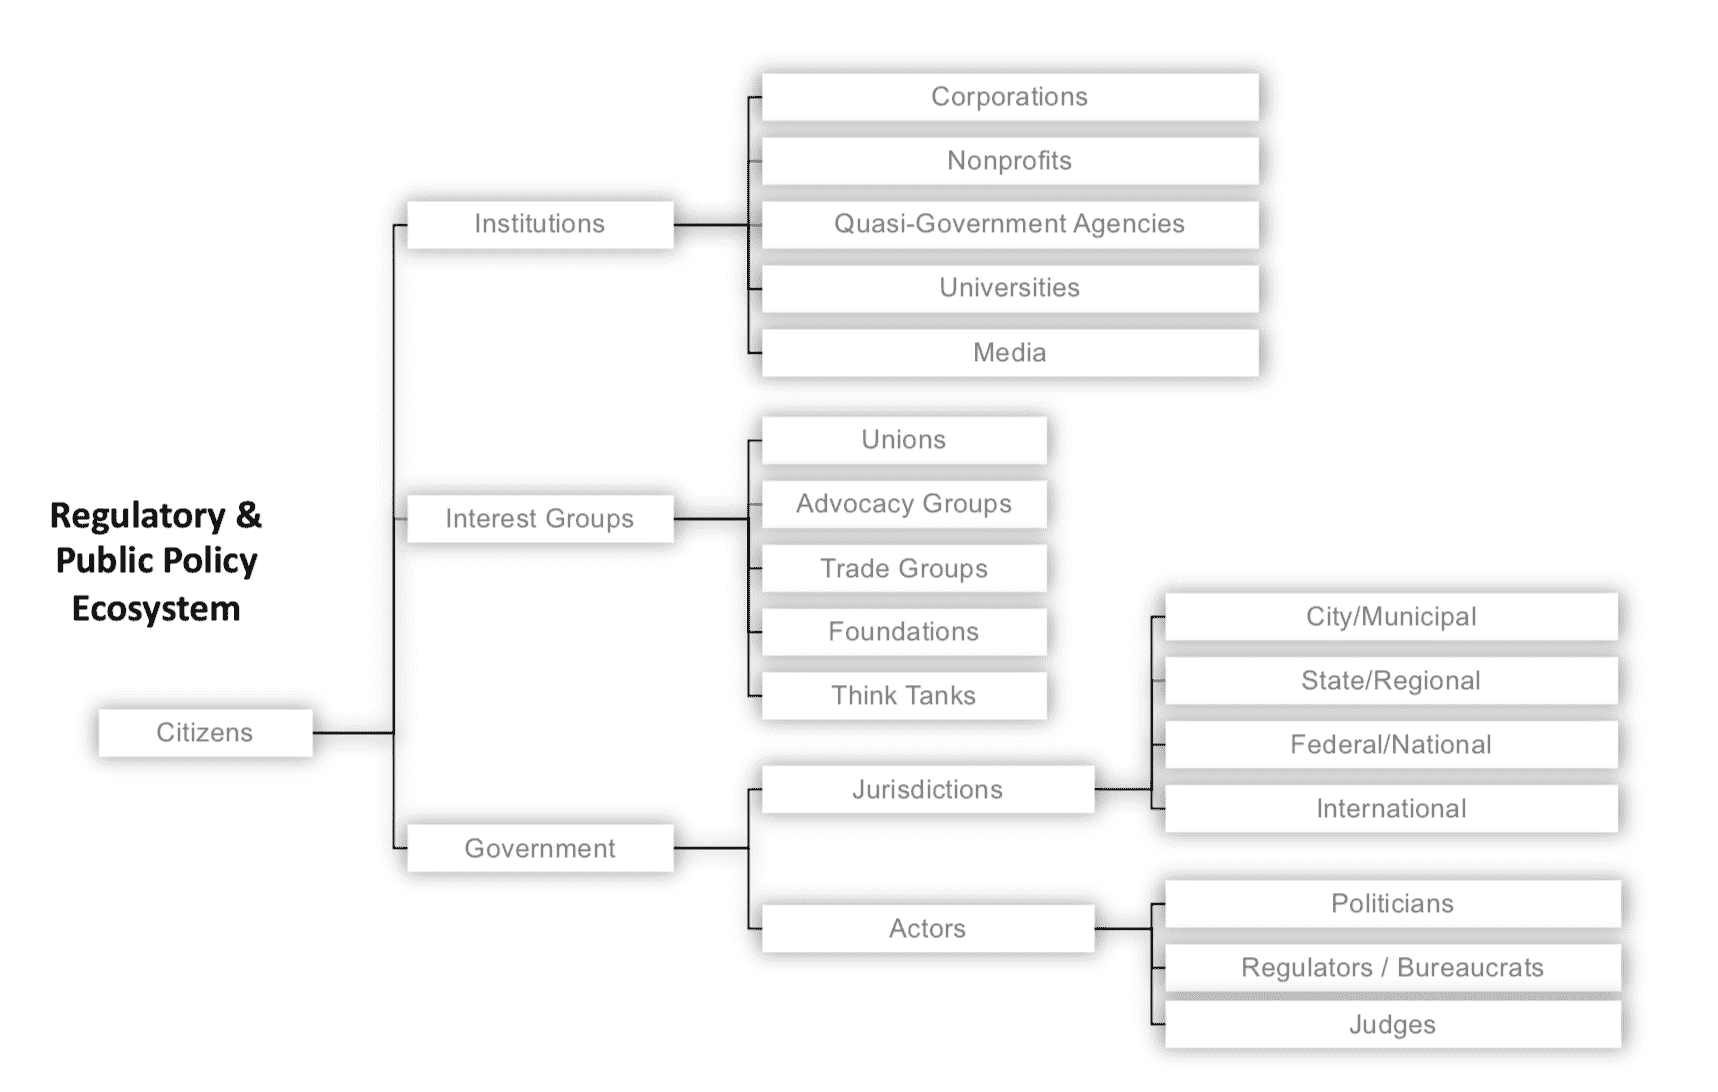 Regulatory &
Public Policy
Ecosystem
Citizens
Institutions
Corporations
Nonprofits
Quasi-Government Agencies
Universities
Media
Interest Groups
Unions
Advocacy Groups
Trade Groups
Foundations
Think Tanks
Government
Jurisdictions
City/Municipal
State/Regional
Federal/National
International
Actors
Politicians
Regulators / Bureaucrats
Judges